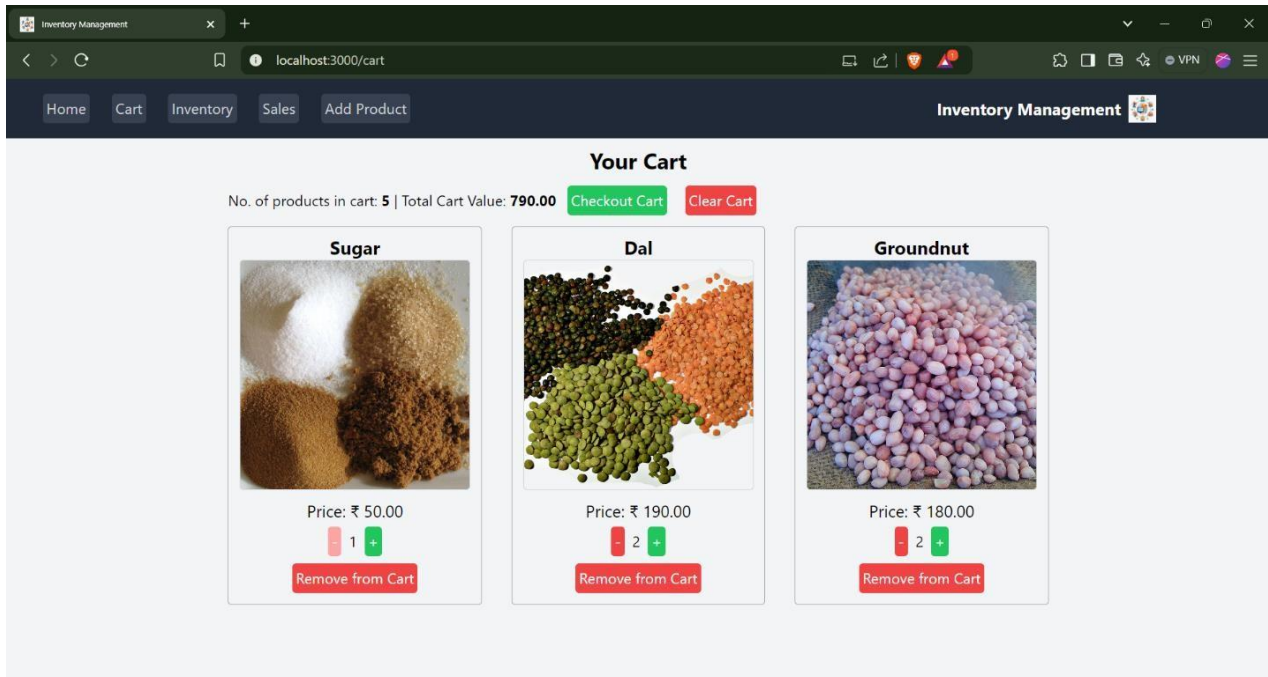 Inventory Management
localhost:3000/cart
VPN
Home Cart Inventory Sales Add Product Inventory Management
Your Cart
No. of products in cart: 5 | Total Cart Value: 790.00 Checkout Cart Clear Cart
Sugar Dal Groundnut
Price: ₹ 50.00 Price: ₹ 190.00 Price: ₹ 180.00
- 1 + - 2 + - 2 +
Remove from Cart Remove from Cart Remove from Cart